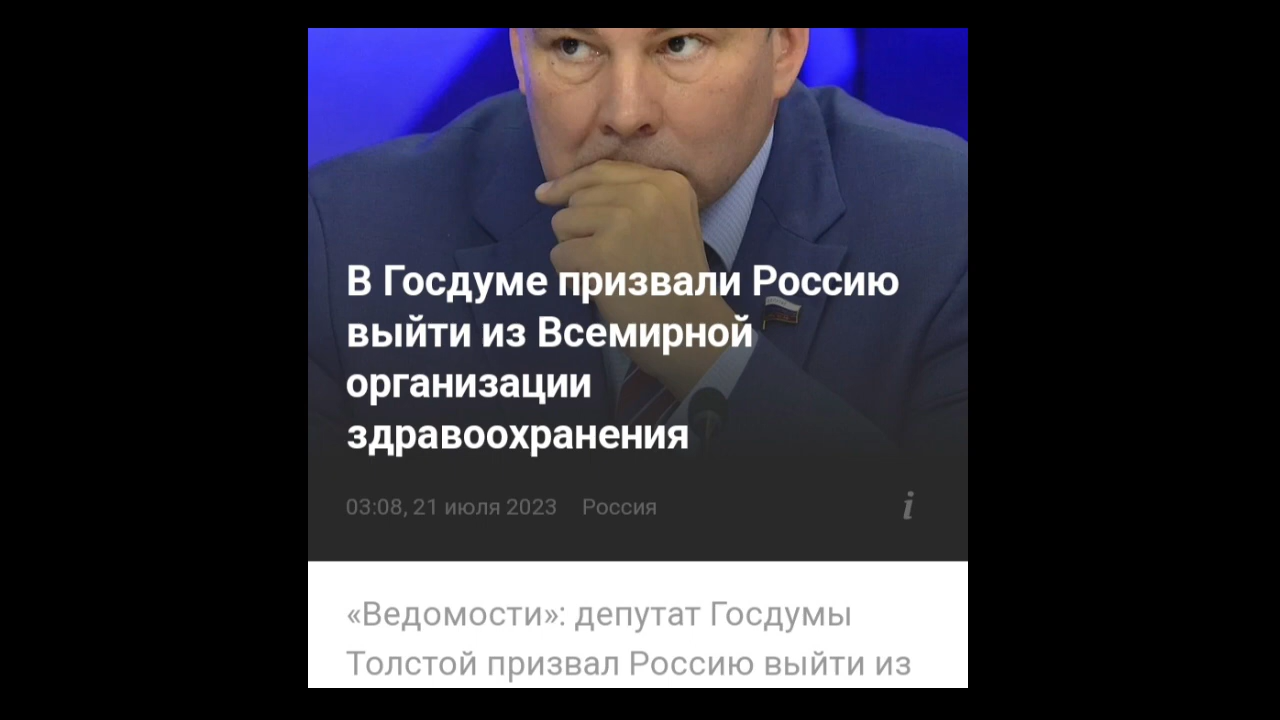 В Госдуме призвали Россию
выйти из Всемирной
организации
здравоохранения
03:08, 21 июля 2023 Россия
i
«Ведомости»: депутат Госдумы
Толстой призвал Россию выйти из